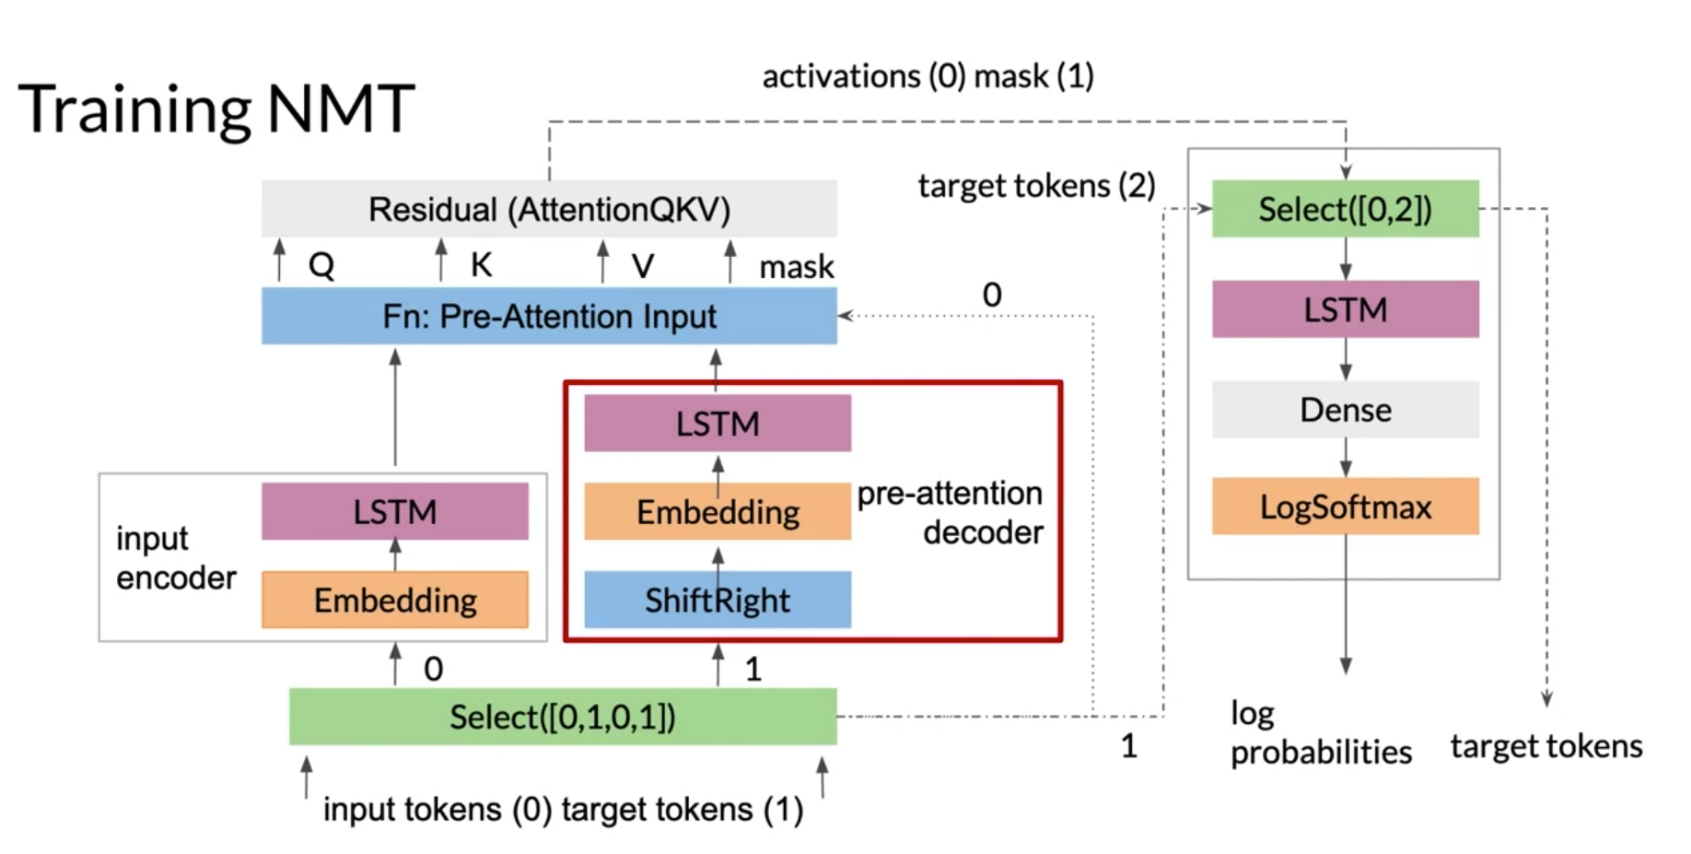 Training NMT
activations (0) mask (1)
target tokens (2)
Residual (AttentionQKV)
Q K V mask
Fn: Pre-Attention Input
0
LSTM
Embedding
ShiftRight
pre-attention
decoder
input
encoder
LSTM
Embedding
0
1
Select([0,1,0,1])
1
input tokens (0) target tokens (1)
Select([0,2])
LSTM
Dense
LogSoftmax
log
probabilities
target tokens